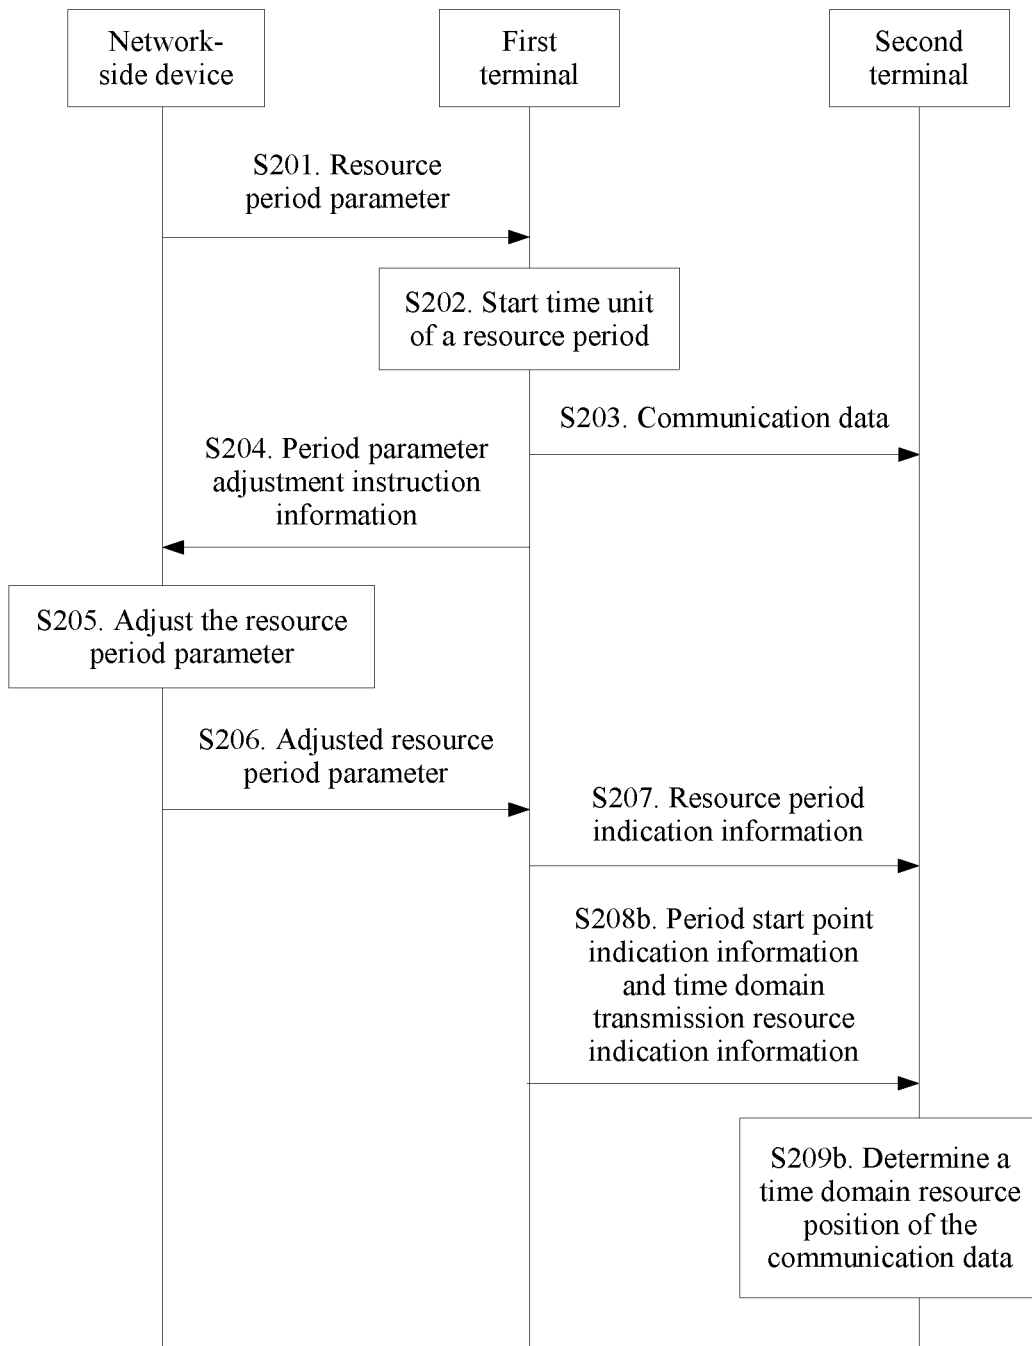 Network-
side device
First
terminal
Second
terminal
S201. Resource
period parameter
S202. Start time unit
of a resource period
S203. Communication data
S204. Period parameter
adjustment instruction
information
S205. Adjust the resource
period parameter
S206. Adjusted resource
period parameter
S207. Resource period
indication information
S208b. Period start point
indication information
and time domain
transmission resource
indication information
S209b. Determine a
time domain resource
position of the
communication data